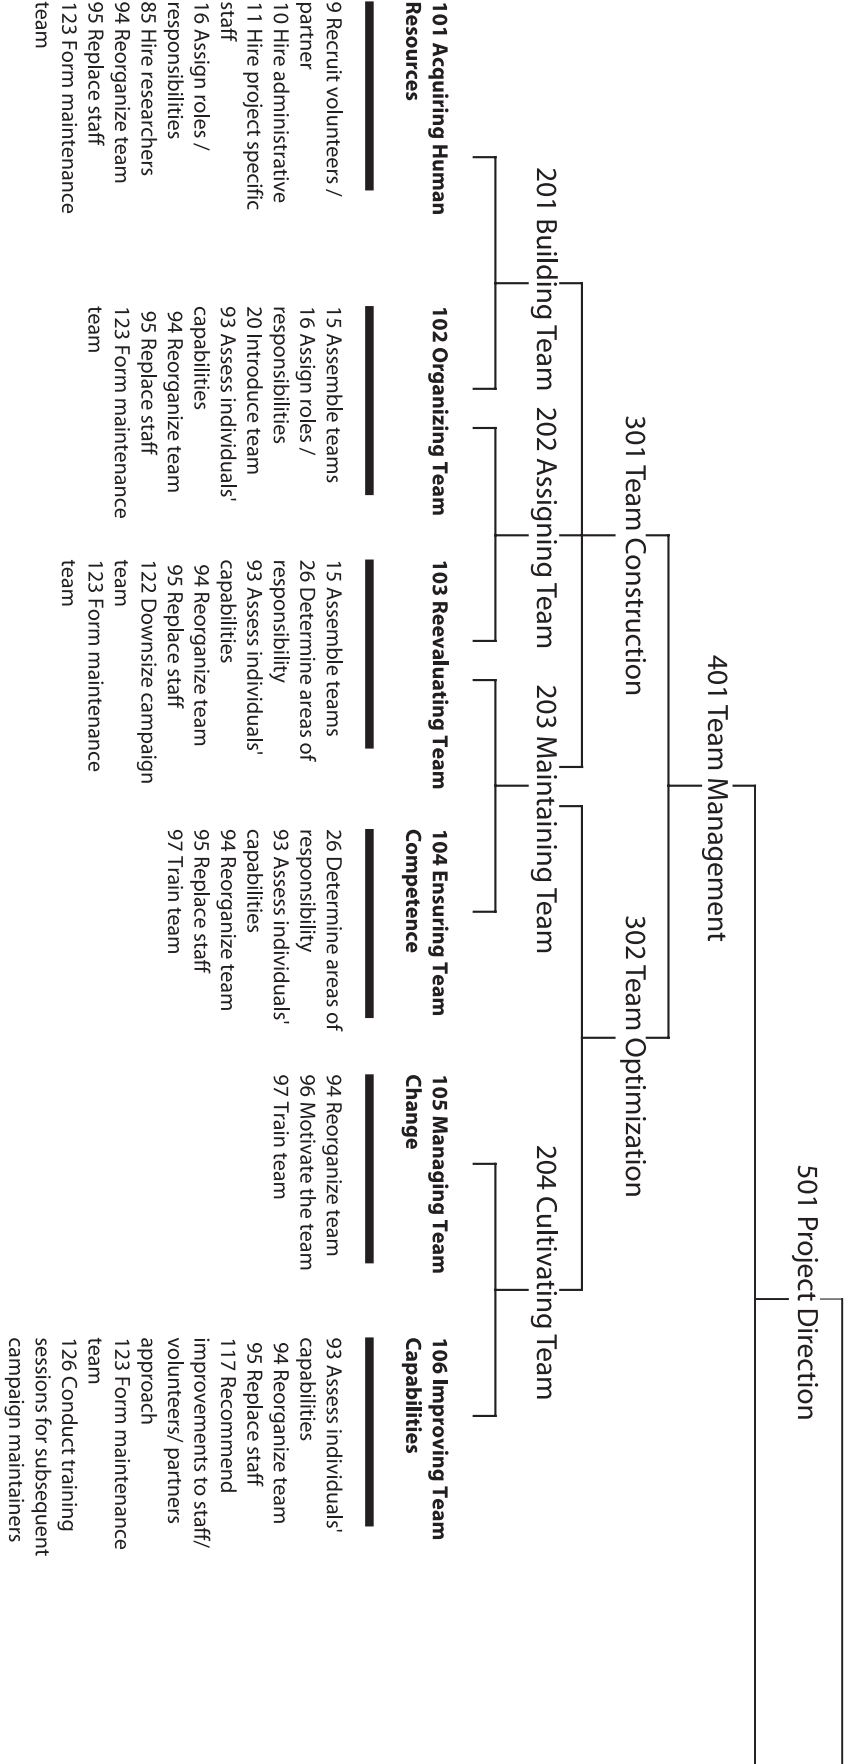 501 Project Direction
401 Team Management
301 Team Construction
302 Team Optimization
201 Building Team
202 Assigning Team
203 Maintaining Team
204 Cultivating Team
101 Acquiring Human
Resources
9 Recruit volunteers /
partner
10 Hire administrative
11 Hire project specific
staff
16 Assign roles /
responsibilities
85 Hire researchers
94 Reorganize team
95 Replace staff
123 Form maintenance
team
102 Organizing Team
15 Assemble teams
16 Assign roles /
responsibilities
20 Introduce team
93 Assess individuals'
capabilities
94 Reorganize team
95 Replace staff
123 Form maintenance
team
103 Reevaluating Team
15 Assemble teams
26 Determine areas of
responsibility
93 Assess individuals'
capabilities
94 Reorganize team
95 Replace staff
122 Downsize campaign
team
123 Form maintenance
team
104 Ensuring Team
Competence
26 Determine areas of
responsibility
93 Assess individuals'
capabilities
94 Reorganize team
95 Replace staff
97 Train team
105 Managing Team
Change
94 Reorganize team
96 Motivate the team
97 Train team
106 Improving Team
Capabilities
93 Assess individuals'
capabilities
94 Reorganize team
95 Replace staff
117 Recommend
improvements to staff/
volunteers/ partners
approach
123 Form maintenance
team
126 Conduct training
sessions for subsequent
campaign maintainers